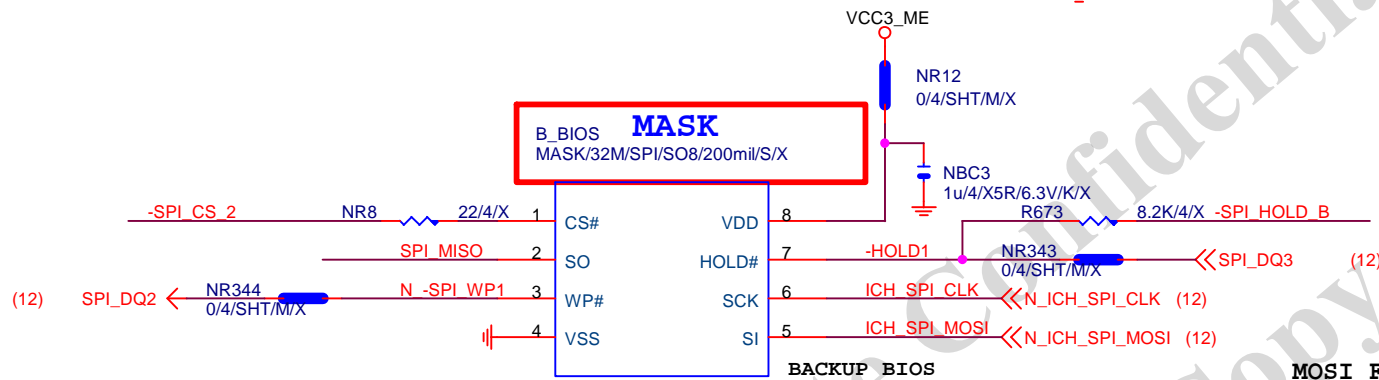 VCC3_ME
NR12
0/4/SHT/M/X
B_BIOS MASK
MASK/32M/SPI/SO8/200mil/S/X
NBC3
1u/4/X5R/6.3V/K/X
-SPI_CS_2 NR8 22/4/X 1 CS# VDD 8 R673 8.2K/4/X -SPI_HOLD_B
SPI_MISO 2 SO HOLD# 7 -HOLD1 NR343 SPI_DQ3 (12)
0/4/SHT/M/X
(12) SPI_DQ2 NR344 N_-SPI_WP1 3 WP# SCK 6 ICH_SPI_CLK N_ICH_SPI_CLK (12)
0/4/SHT/M/X
4 VSS SI 5 ICH_SPI_MOSI N_ICH_SPI_MOSI (12)
BACKUP BIOS MOSI
Confidenti
Copy